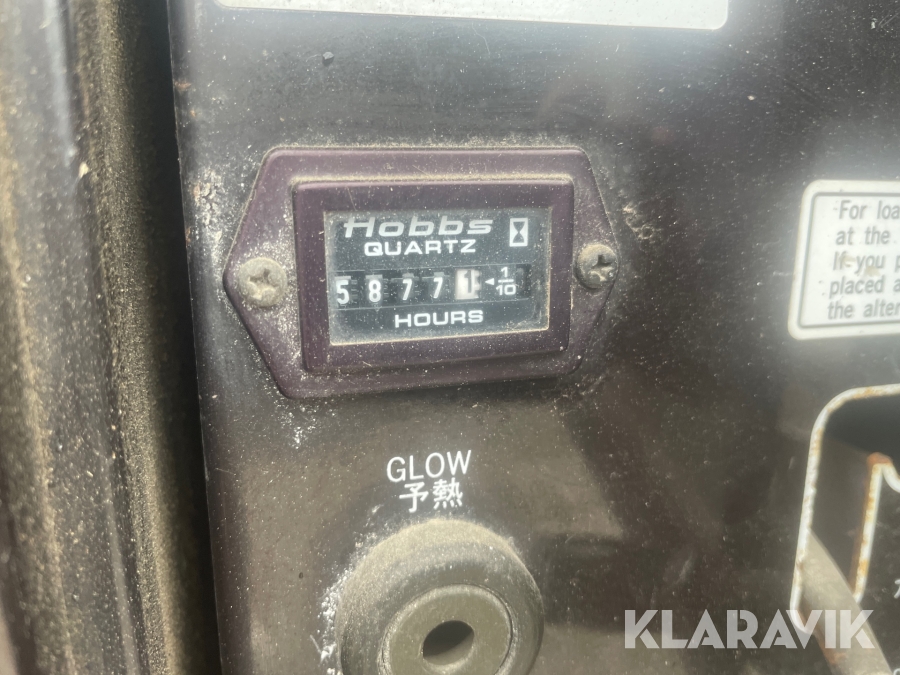 Hobbs
QUARTZ
5 8 7 7 1 ◄ 1/10
HOURS
GLOW
予熱
For loa
at the
If you p
placed a
the alter
KLARAVIK